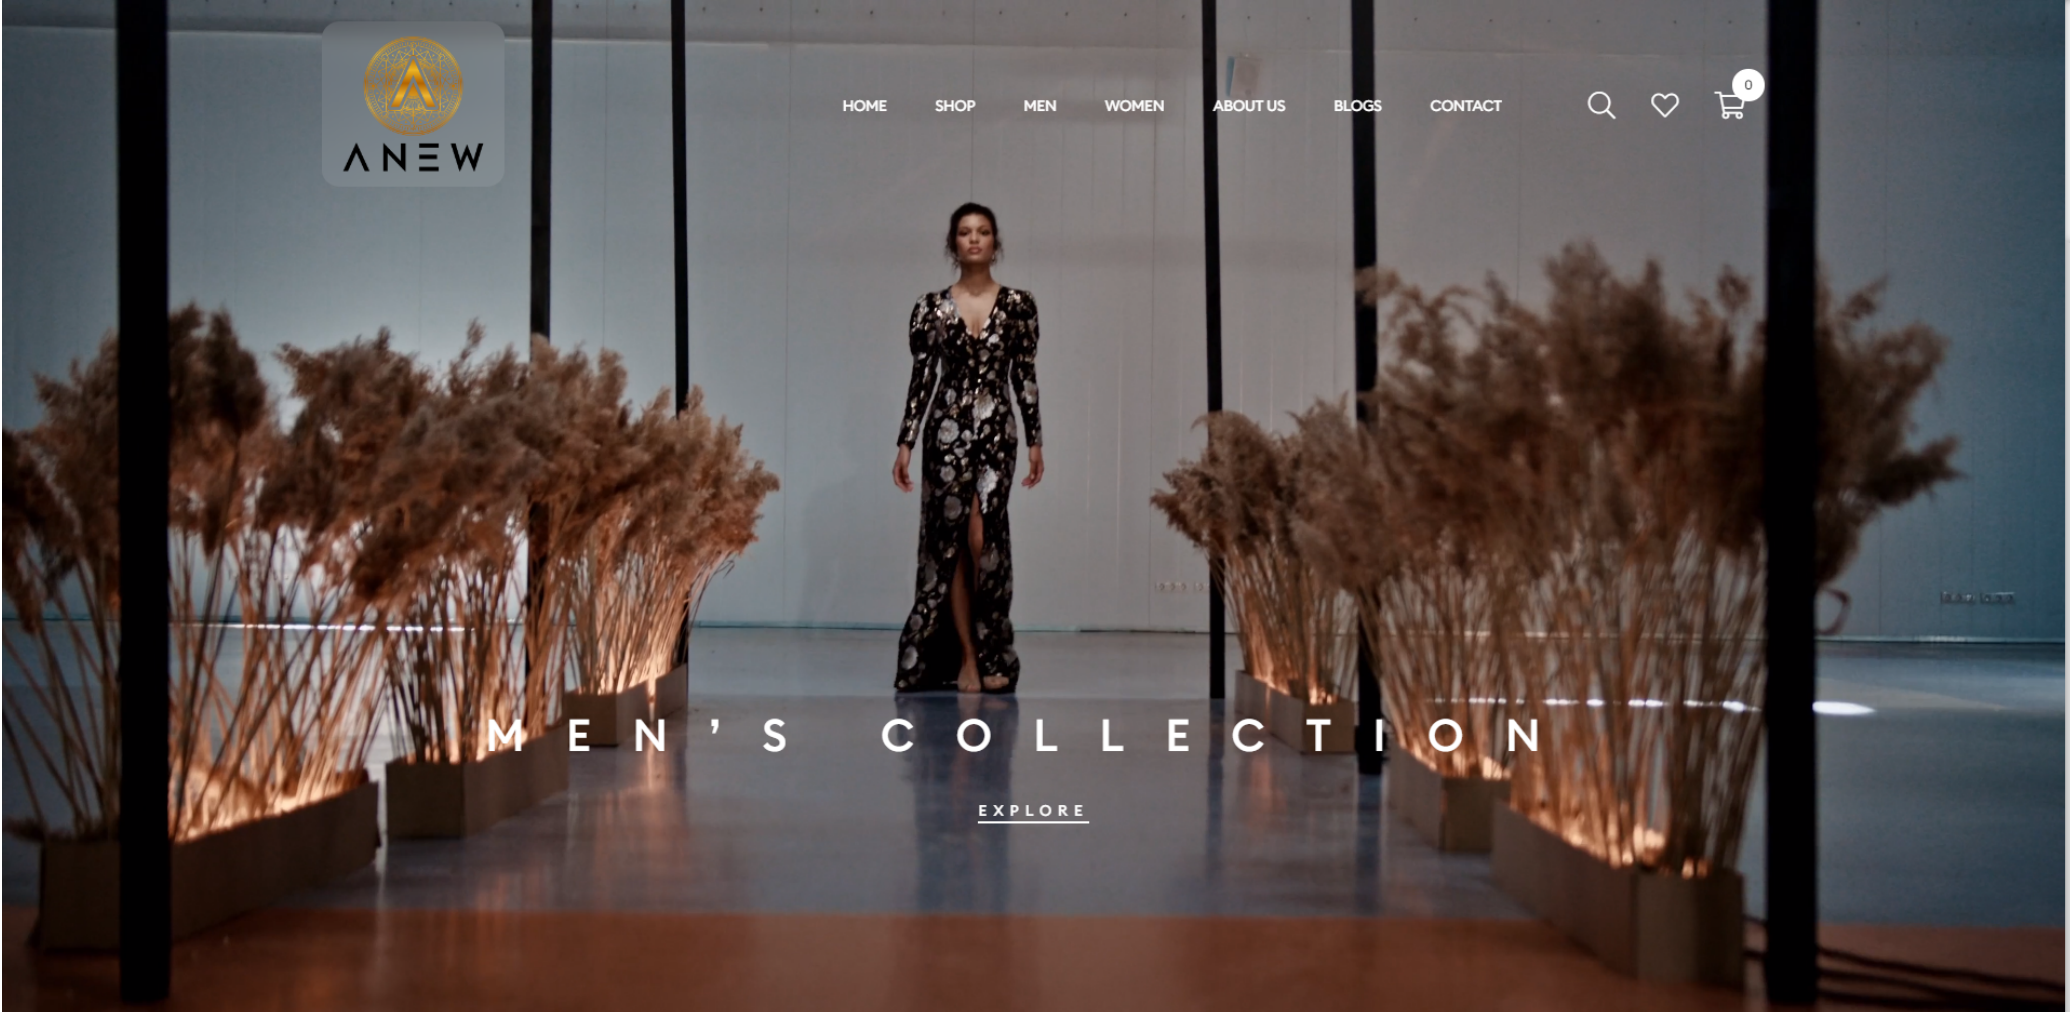 ANEW
HOME SHOP MEN WOMEN ABOUT US BLOGS CONTACT 0
MEN’S COLLECTION
EXPLORE